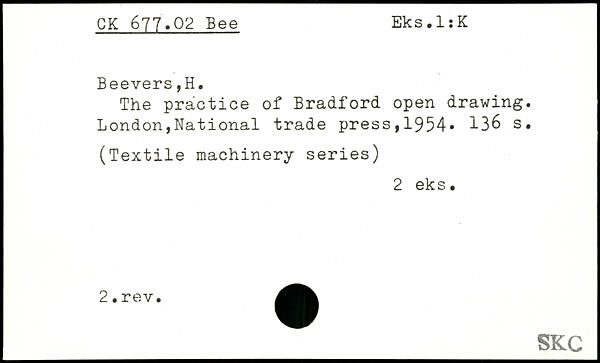 CK 677.02 Bee Eks.1:K
Beevers,H.
The practice of Bradford open drawing.
London,National trade press,1954. 136 s.
(Textile machinery series)
2 eks.
2.rev.
SKC